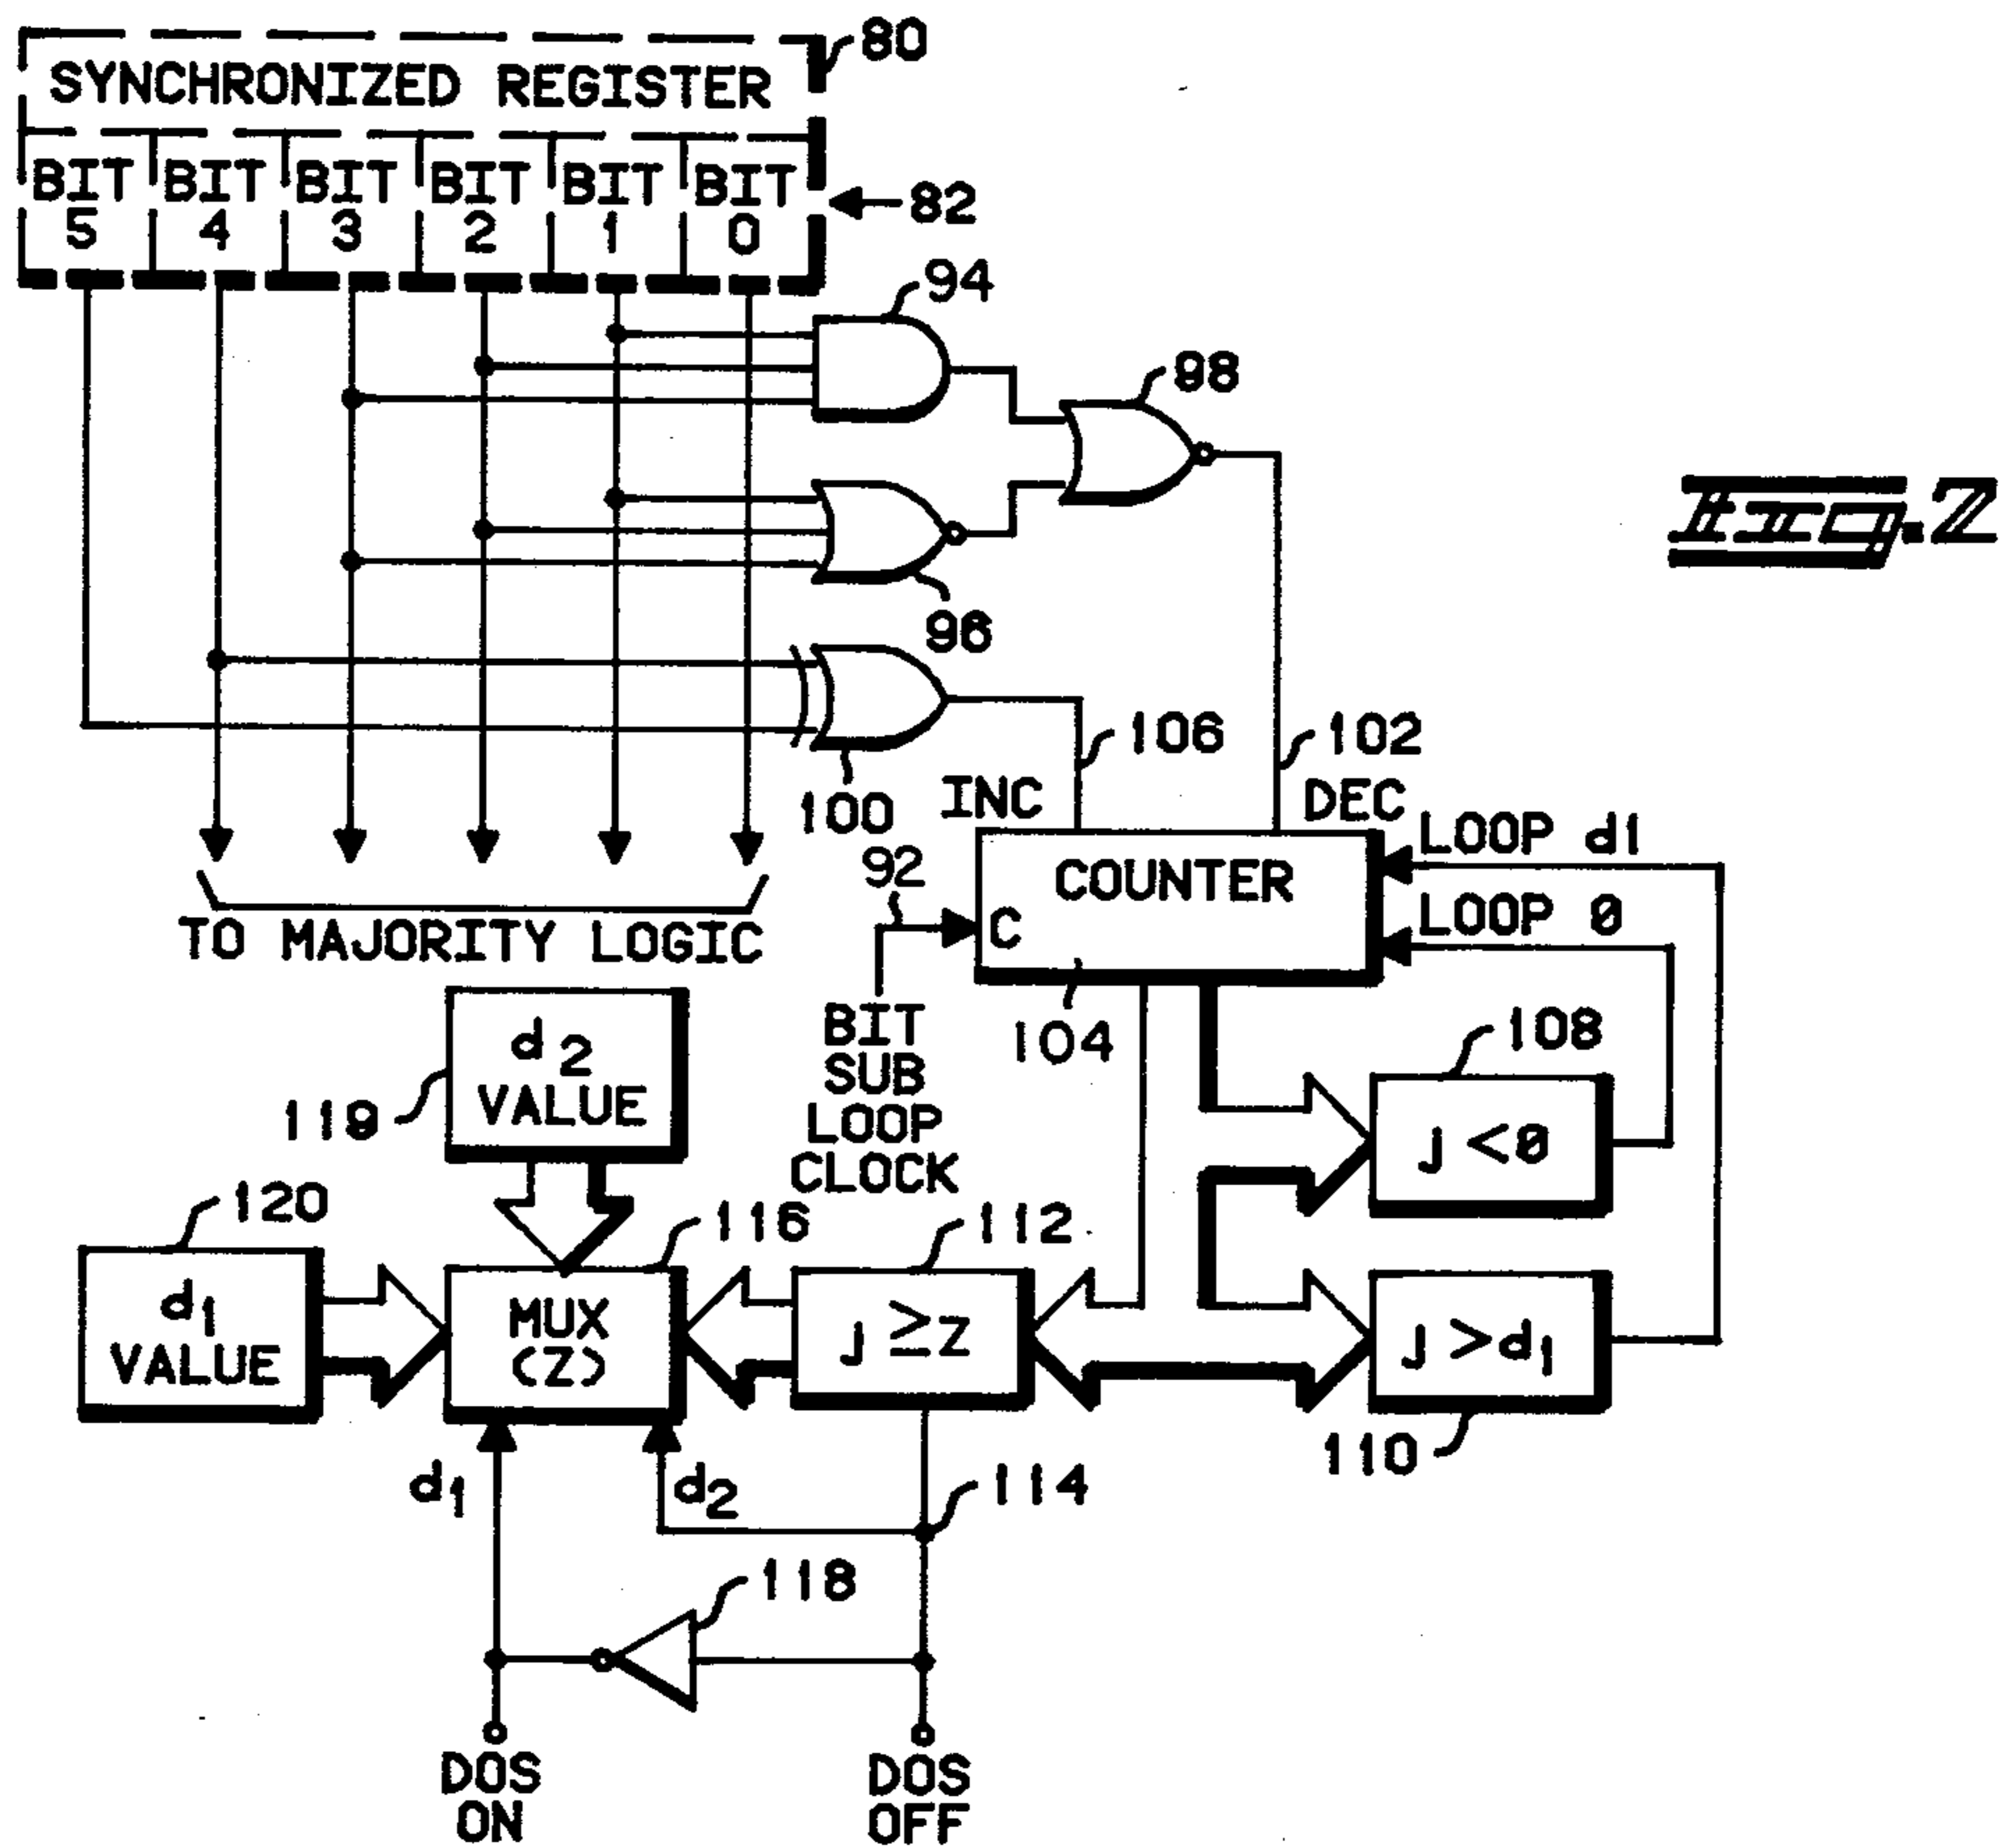 80
SYNCHRONIZED REGISTER
BIT 5 BIT 4 BIT 3 BIT 2 BIT 1 BIT 0
82
94
98
Fig. 2
96
106
102
100
INC
DEC
LOOP d1
92
COUNTER
LOOP 0
C
TO MAJORITY LOGIC
BIT SUB LOOP CLOCK
104
108
d2 VALUE
119
J<0
120
116
112
d1 VALUE
MUX (Z)
J≥Z
J>d1
110
d1
d2
114
118
DOS ON
DOS OFF